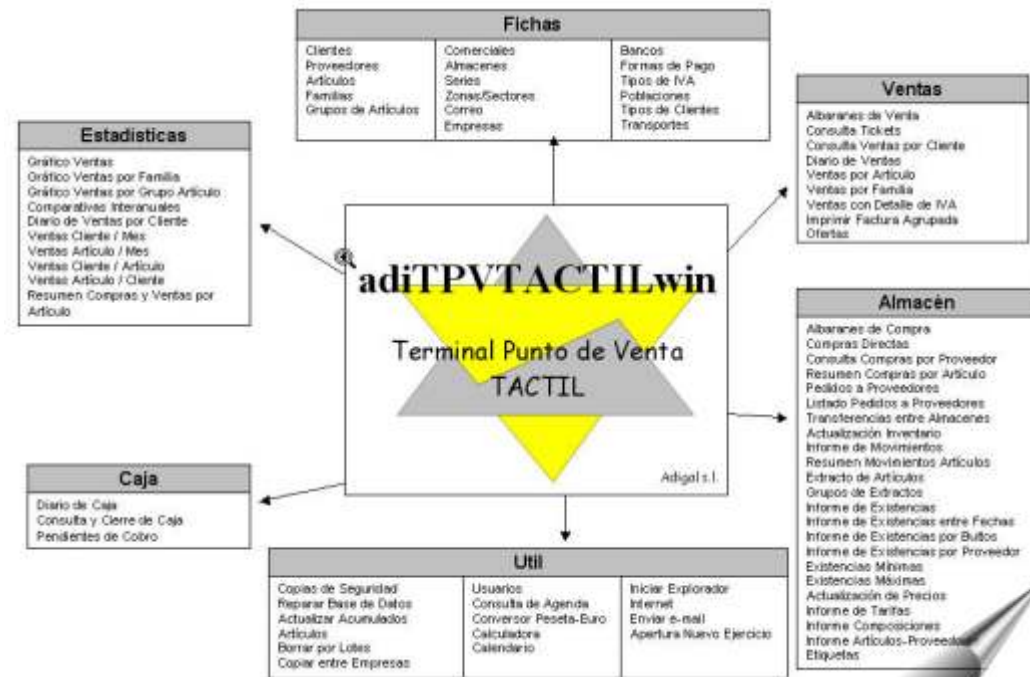 Fichas
Clientes
Proveedores
Artículos
Familias
Grupos de Artículos
Comerciales
Almacenes
Series
Zonas/Sectores
Correo
Empresas
Bancos
Formas de Pago
Tipos de IVA
Poblaciones
Tipos de Clientes
Transportes
Estadísticas
Gráfico Ventas
Gráfico Ventas por Familia
Gráfico Ventas por Grupo Artículo
Comparativas Interanuales
Diario de Ventas por Cliente
Ventas Cliente / Mes
Ventas Artículo / Mes
Ventas Cliente / Artículo
Ventas Artículo / Cliente
Resumen Compras y Ventas por
Artículo
Ventas
Albaranes de Venta
Consulta Tickets
Consulta Ventas por Cliente
Diario de Ventas
Ventas por Artículo
Ventas por Familia
Ventas con Detalle de IVA
Imprimir Factura Agrupada
Ofertas
adiTPVTACTILwin
Terminal Punto de Venta
TACTIL
Adigal s.l.
Almacén
Albaranes de Compra
Compras Directas
Consulta Compras por Proveedor
Resumen Compras por Artículo
Pedidos a Proveedores
Listado Pedidos a Proveedores
Transferencias entre Almacenes
Actualización Inventario
Informe de Movimientos
Resumen Movimientos Artículos
Extracto de Artículos
Grupos de Extractos
Informe de Existencias
Informe de Existencias entre Fechas
Informe de Existencias por Bultos
Informe de Existencias por Proveedor
Existencias Mínimas
Existencias Máximas
Actualización de Precios
Informe de Tarifas
Informe Composiciones
Informe Artículos-Proveedor
Etiquetas
Caja
Diario de Caja
Consulta y Cierre de Caja
Pendientes de Cobro
Util
Copias de Seguridad
Reparar Base de Datos
Actualizar Acumulados
Artículos
Borrar por Lotes
Copiar entre Empresas
Usuarios
Consulta de Agenda
Conversor Peseta-Euro
Calculadora
Calendario
Iniciar Explorador
Internet
Enviar e-mail
Apertura Nuevo Ejercicio